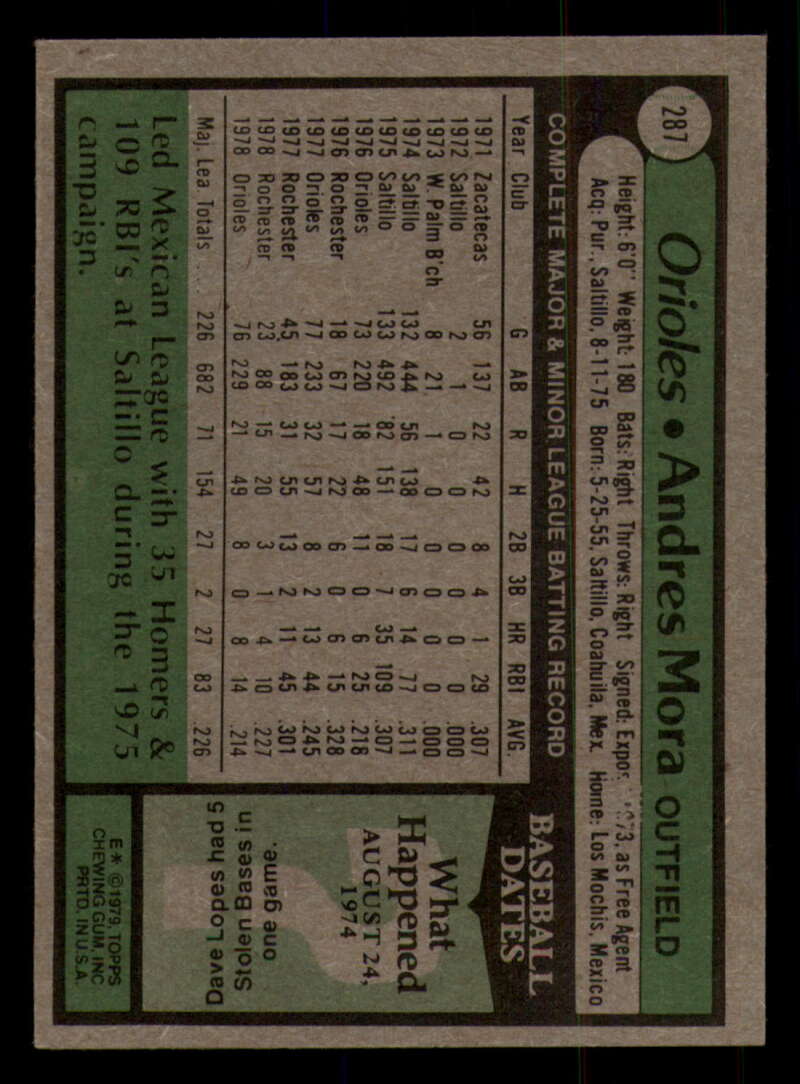 287
Orioles • Andres Mora OUTFIELD
Height: 6'0" Weight: 180 Bats: Right Throws: Right Signed: Expos as Free Agent
Acq: Pur., Saltillo, 8-11-75 Born: 5-25-55, Saltillo, Coahuila, Mex. Home: Los Mochis, Mexico
COMPLETE MAJOR & MINOR LEAGUE BATTING RECORD
Year Club G AB R H 2B 3B HR RBI AVG.
1971 Zacatecas 56 137 22 42 8 4 1 29 .307
1972 Saltillo 2 1 0 0 0 0 0 0 .000
1973 W. Palm B'ch 8 21 1 0 0 0 0 0 .000
1974 Saltillo 132 444 56 138 17 6 14 77 .311
1975 Saltillo 133 492 82 151 18 1 35 109 .307
1976 Orioles 73 220 18 48 11 0 6 25 .218
1976 Rochester 18 67 17 22 6 0 6 15 .328
1977 Orioles 77 233 32 57 8 2 13 44 .245
1977 Rochester 45 183 31 55 13 2 11 45 .301
1978 Rochester 23 88 15 20 3 1 4 10 .227
1978 Orioles 76 229 21 49 8 0 8 14 .214
Maj. Lea. Totals .... 226 682 71 154 27 2 27 83 .226
Led Mexican League with 35 Homers &
109 RBI's at Saltillo during the 1975
campaign.
BASEBALL
DATES
What
Happened
AUGUST 24,
1974
Dave Lopes had 5
Stolen Bases in
one game.
E* ©1979, TOPPS
CHEWING GUM, INC
PRTD. IN U.S.A.